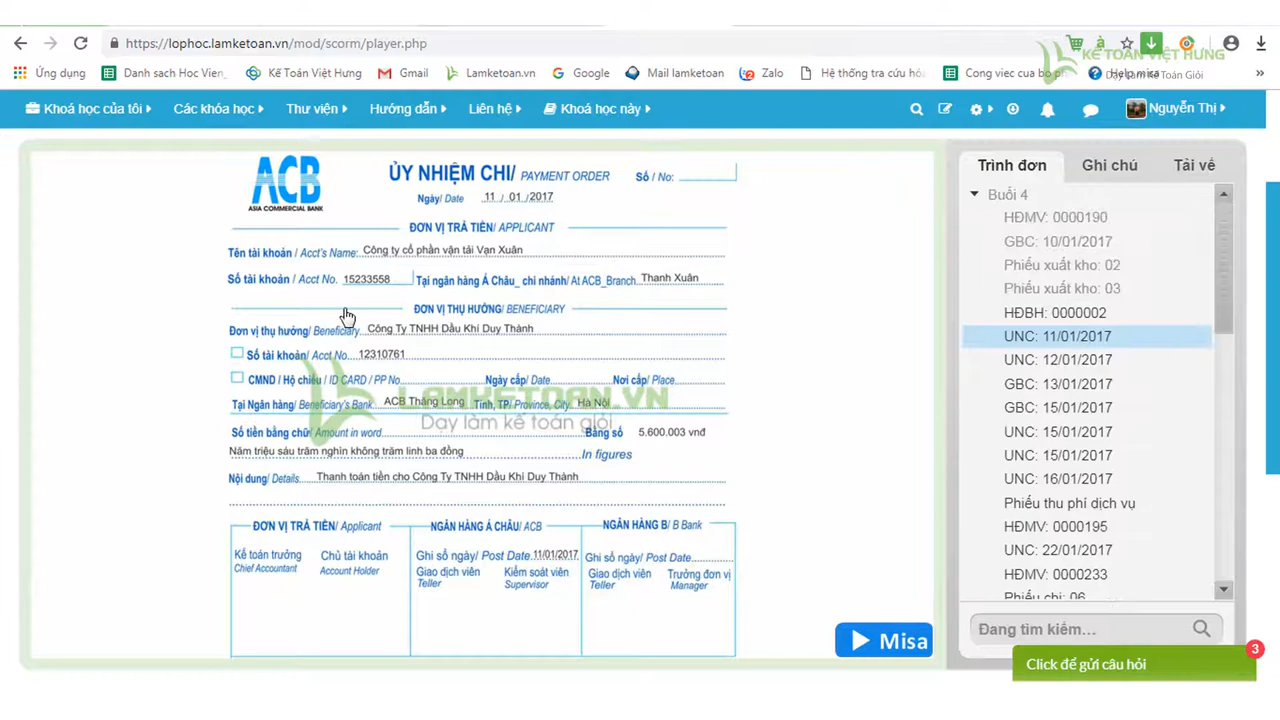 https://lophoc.lamketoan.vn/mod/scorm/player.php
KẾ TOÁN VIỆT HƯNG
Dạy Làm Kế Toán Giỏi
Ứng dụng Danh sach Hoc Vien_ Kế Toán Việt Hưng Gmail Lamketoan.vn Google Mail lamketoan Zalo Hệ thống tra cứu hó Cong viec cua bo ph Help misa »
Khoá học của tôi Các khóa học Thư viện Hướng dẫn Liên hệ Khoá học này Nguyễn Thị
ACB
ASIA COMMERCIAL BANK
ỦY NHIỆM CHI/ PAYMENT ORDER Số / No:
Ngày/ Date 11 / 01 /2017
ĐƠN VỊ TRẢ TIỀN/ APPLICANT
Tên tài khoản / Acct's Name: Công ty cổ phần vận tải Vạn Xuân
Số tài khoản / Acct No. 15233558 Tại ngân hàng Á Châu_ chi nhánh/ At ACB_Branch Thanh Xuân
ĐƠN VỊ THỤ HƯỞNG/ BENEFICIARY
Đơn vị thụ hưởng/ Beneficiary Công Ty TNHH Dầu Khí Duy Thành
Số tài khoản/ Acct No. 12310761
CMND / Hộ chiếu / ID CARD / PP No Ngày cấp/ Date Nơi cấp/ Place
Tại Ngân hàng/ Beneficiary's Bank ACB Thăng Long Tỉnh, TP/ Province, City Hà Nội
LAMKETOAN.VN
Dạy làm kế toán giỏi
Số tiền bằng chữ/ Amount in word Bằng số 5.600.003 vnđ
Năm triệu sáu trăm nghìn không trăm linh ba đồng In figures
Nội dung/ Details Thanh toán tiền cho Công Ty TNHH Dầu Khí Duy Thành
ĐƠN VỊ TRẢ TIỀN/ Applicant NGÂN HÀNG Á CHÂU/ ACB NGÂN HÀNG B/ B Bank
Kế toán trưởng Chủ tài khoản Ghi sổ ngày/ Post Date 11/01/2017 Ghi sổ ngày/ Post Date
Chief Accountant Account Holder Giao dịch viên Kiểm soát viên Giao dịch viên Trưởng đơn vị
Teller Supervisor Teller Manager
Misa
Trình đơn Ghi chú Tải về
Buổi 4
HĐMV: 0000190
GBC: 10/01/2017
Phiếu xuất kho: 02
Phiếu xuất kho: 03
HĐBH: 0000002
UNC: 11/01/2017
UNC: 12/01/2017
GBC: 13/01/2017
GBC: 15/01/2017
UNC: 15/01/2017
UNC: 15/01/2017
UNC: 16/01/2017
Phiếu thu phí dịch vụ
HĐMV: 0000195
UNC: 22/01/2017
HĐMV: 0000233
Phiếu chi: 06
Đang tìm kiếm...
3
Click để gửi câu hỏi